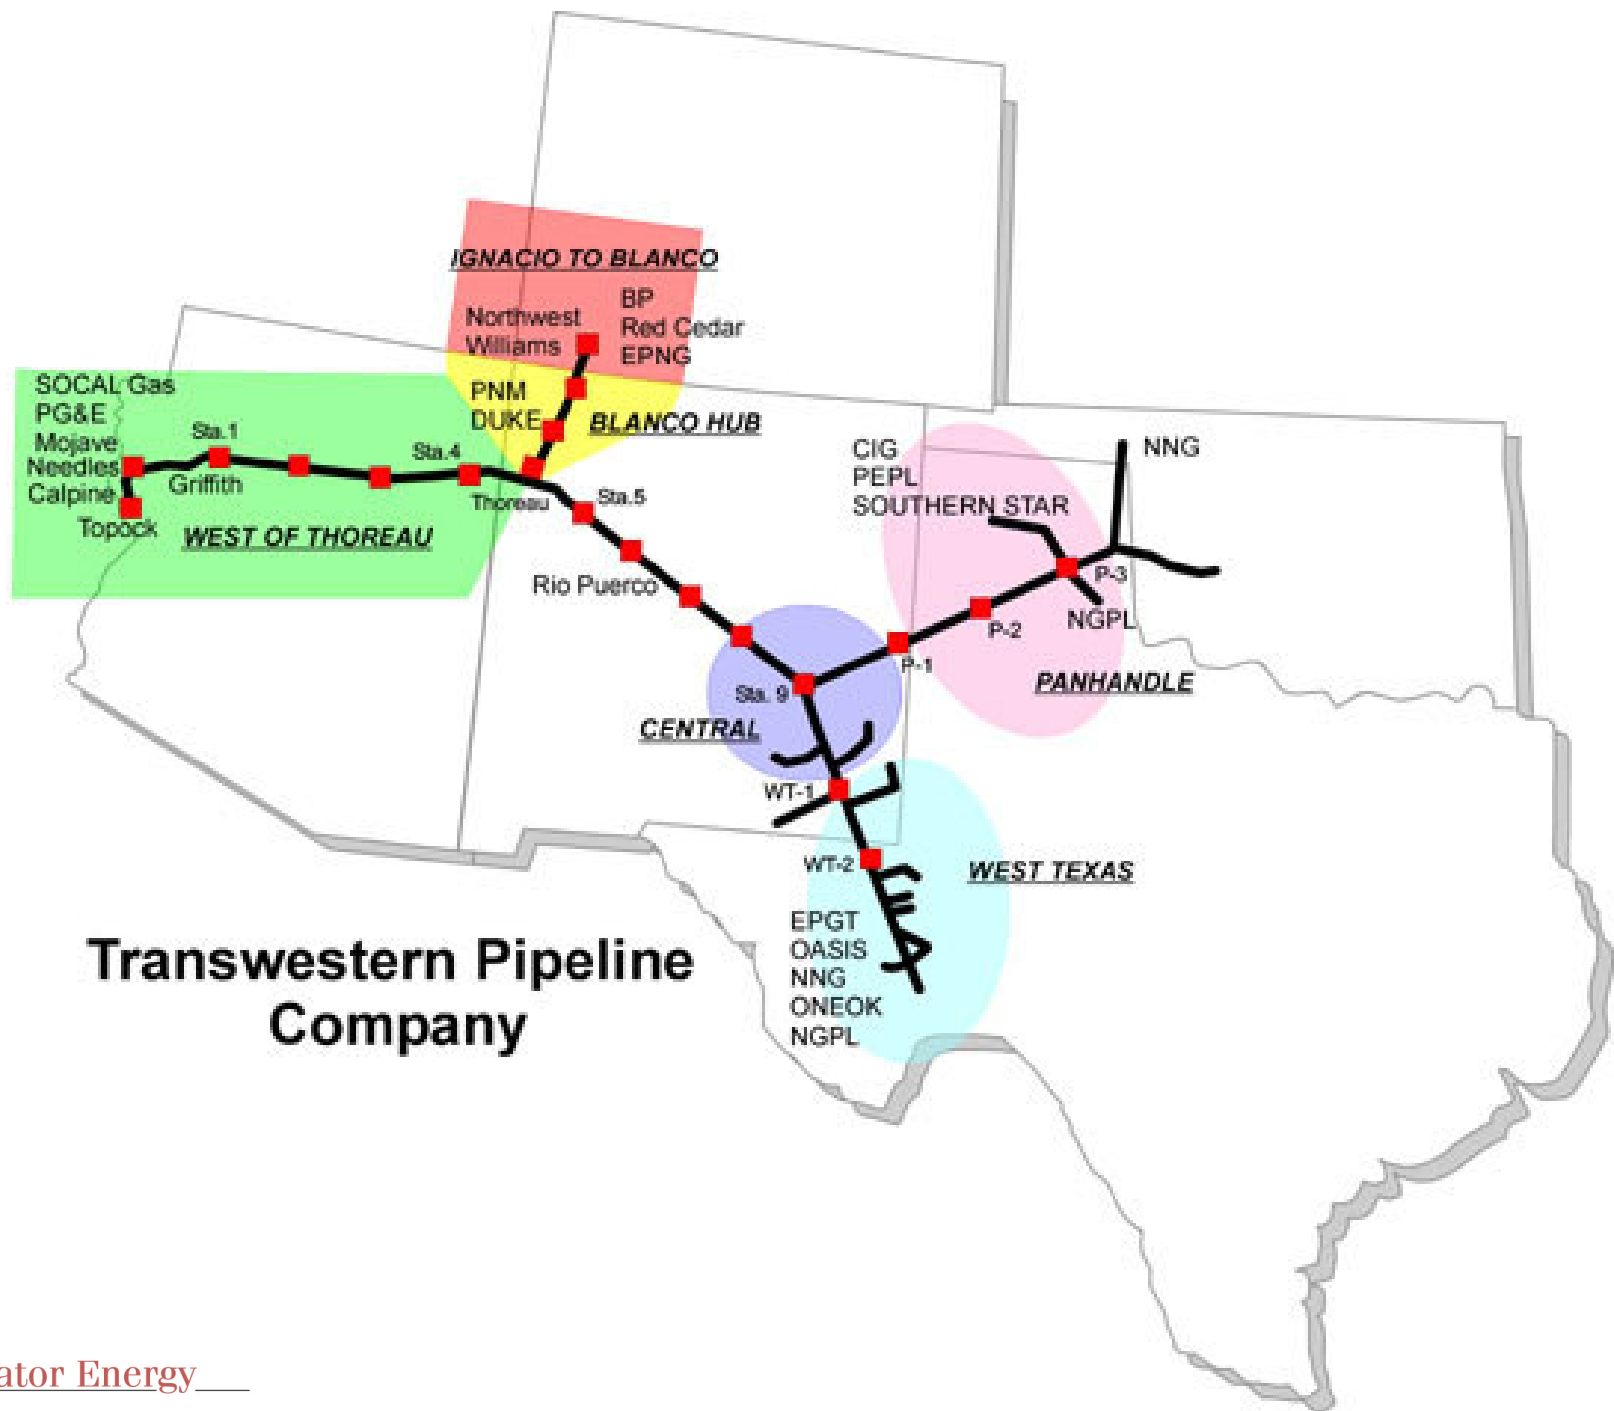 IGNACIO TO BLANCO
BP
Northwest
Red Cedar
Williams
EPNG
SOCAL Gas
PG&E
Mojave
Needles
Calpine
Topock
Sta.1
Griffith
Sta.4
WEST OF THOREAU
PNM
DUKE
BLANCO HUB
Thoreau
Sta.5
Rio Puerco
CIG
PEPL
SOUTHERN STAR
NNG
P-3
NGPL
P-2
P-1
PANHANDLE
Sta. 9
CENTRAL
WT-1
WT-2
WEST TEXAS
EPGT
OASIS
NNG
ONEOK
NGPL
Transwestern Pipeline
Company
ator Energy